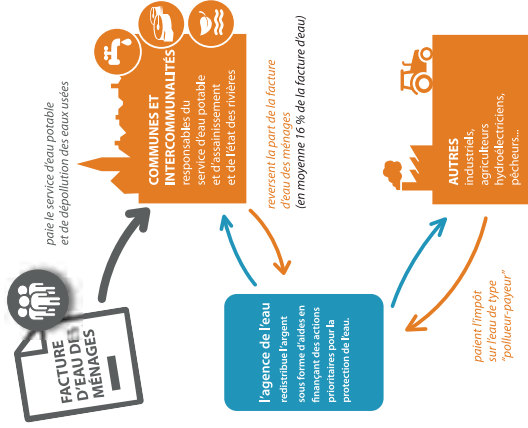 FACTURE
D'EAU DES
MÉNAGES
paie le service d'eau potable
et de dépollution des eaux usées
COMMUNES ET
INTERCOMMUNALITÉS
responsables du
service d'eau potable
et d'assainissement
et de l'état des rivières
reversent la part de la facture
d'eau des ménages
(en moyenne 16 % de la facture d'eau)
l'agence de l'eau
redistribue l'argent
sous forme d'aides en
finançant des actions
prioritaires pour la
protection de l'eau.
AUTRES
industriels,
agriculteurs
hydroélectriciens,
pêcheurs...
paient l'impôt
sur l'eau de type
"pollueur-payeur"